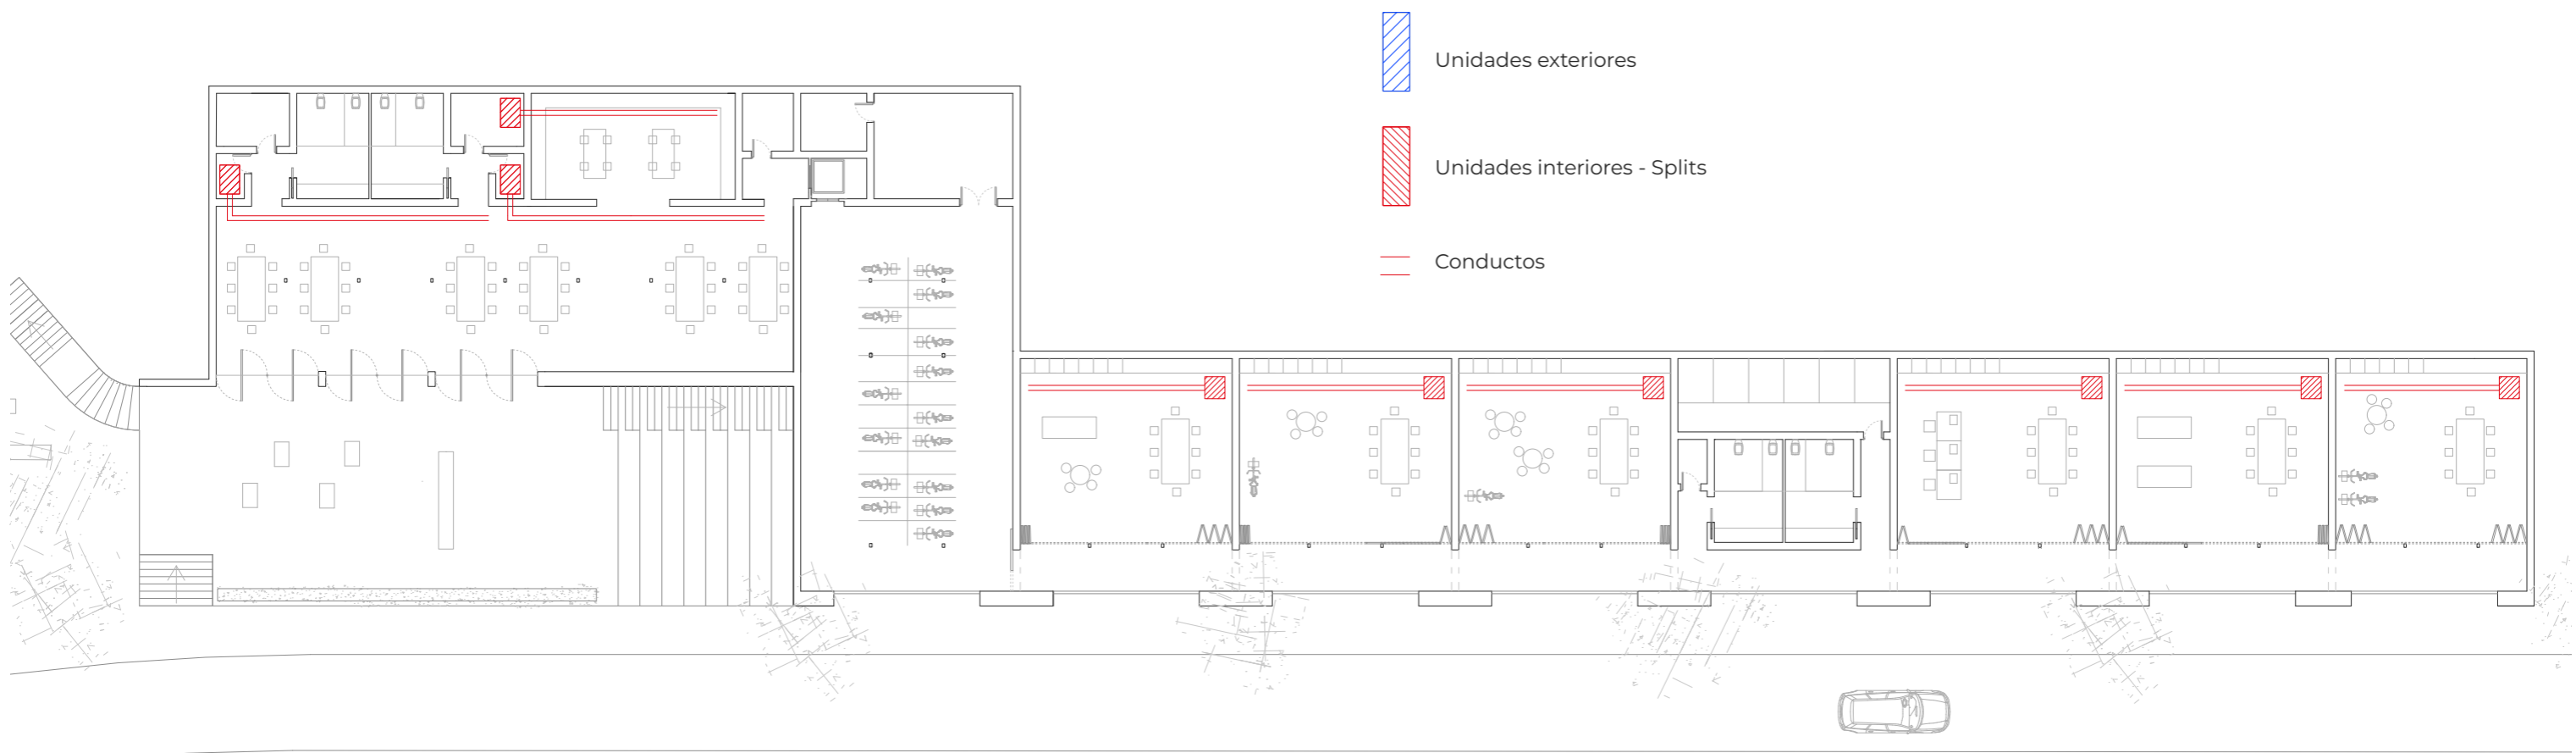 Unidades exteriores
Unidades interiores - Splits
Conductos